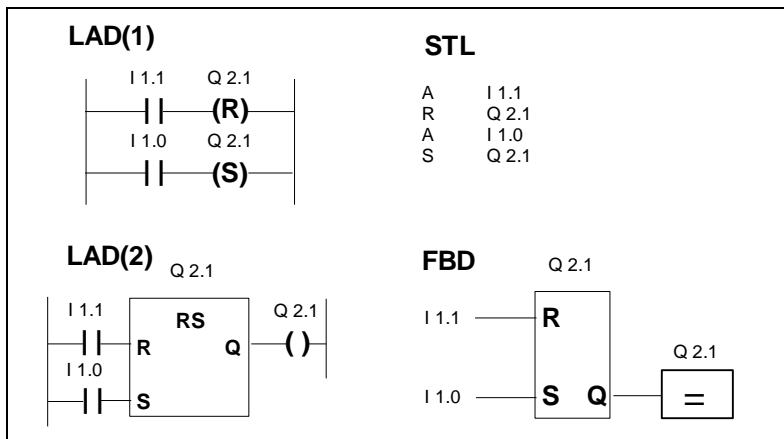 LAD(1)
I 1.1 Q 2.1
(R)
I 1.0 Q 2.1
(S)
STL
A I 1.1
R Q 2.1
A I 1.0
S Q 2.1
LAD(2)
Q 2.1
I 1.1 RS Q 2.1
R Q ( )
I 1.0
S
FBD
Q 2.1
I 1.1 R
Q 2.1
I 1.0 S Q =